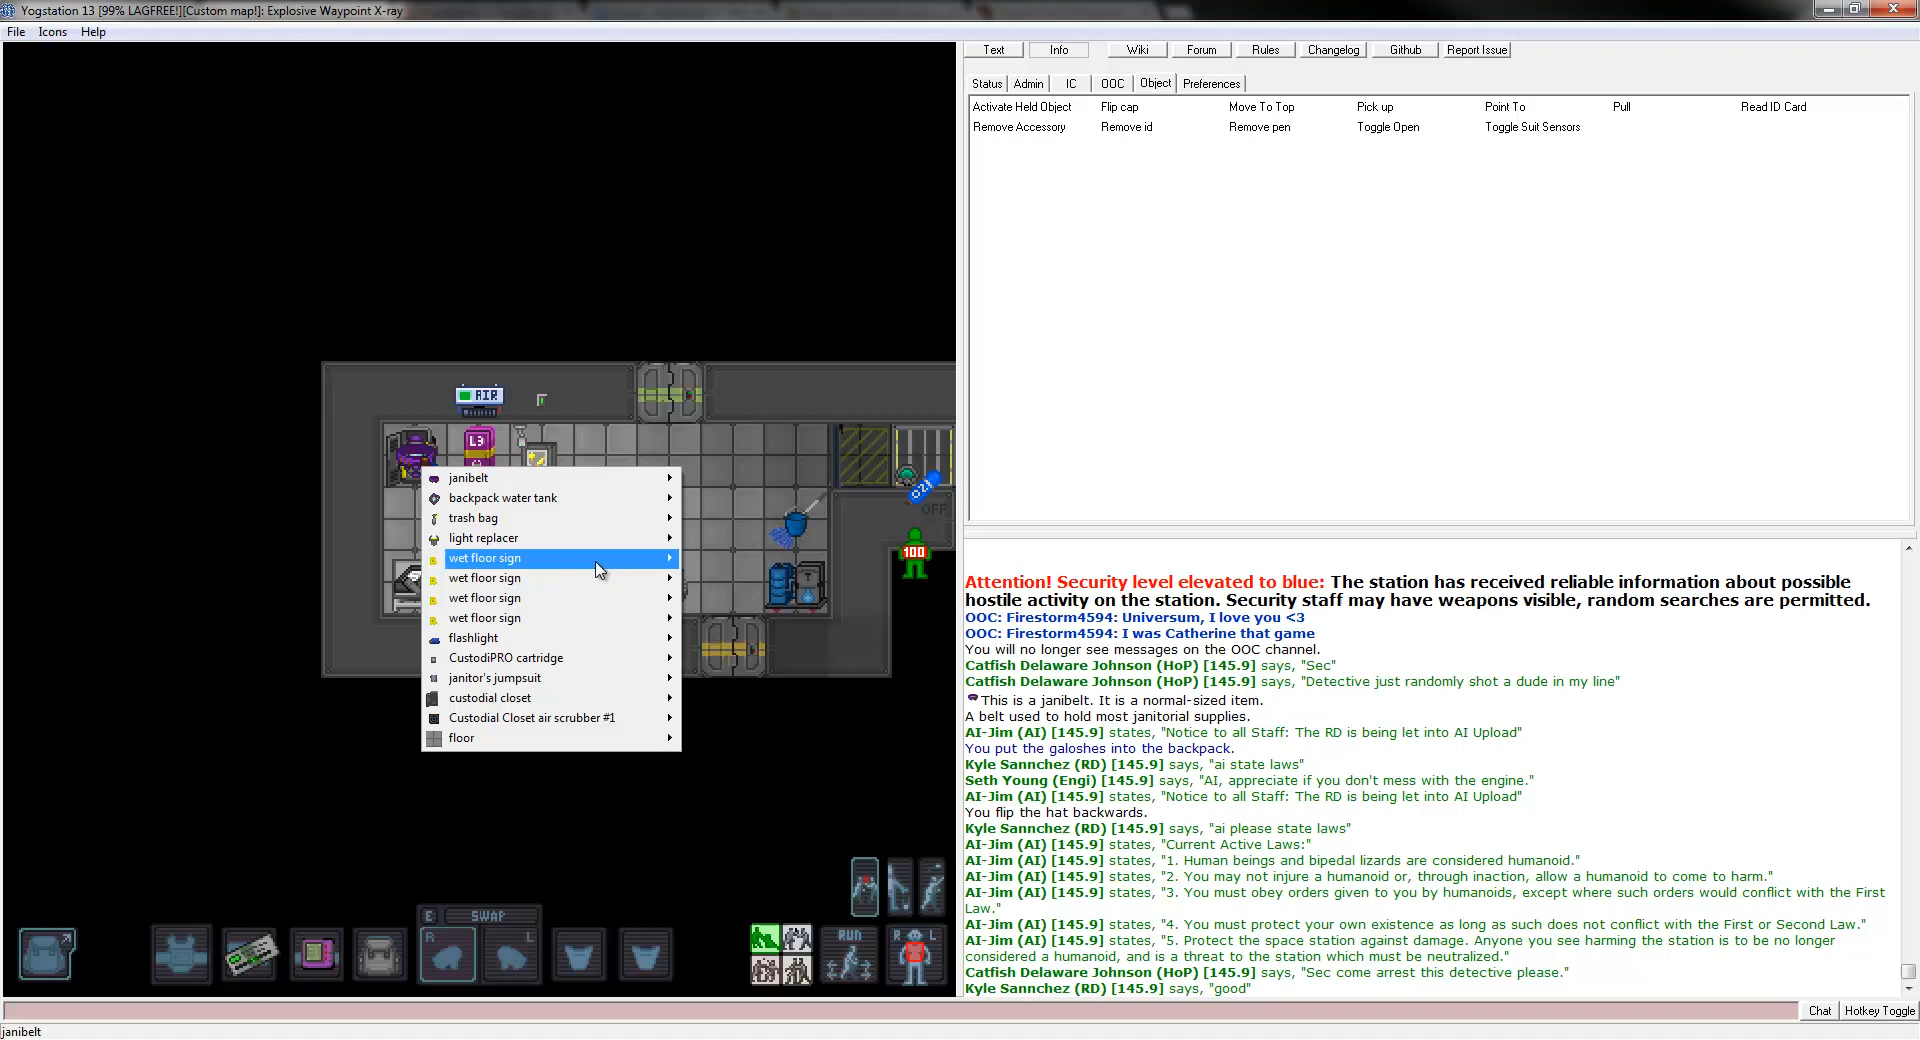 Yogstation 13 [99% LAGFREE!][Custom map!]: Explosive Waypoint X-ray
File Icons Help
Text Info Wiki Forum Rules Changelog Github Report Issue
Status Admin IC OOC Object Preferences
Activate Held Object Flip cap Move To Top Pick up Point To Pull Read ID Card
Remove Accessory Remove id Remove pen Toggle Open Toggle Suit Sensors
AIR
L3
O21
OFF
100
janibelt
backpack water tank
trash bag
light replacer
wet floor sign
wet floor sign
wet floor sign
wet floor sign
flashlight
CustodiPRO cartridge
janitor's jumpsuit
custodial closet
Custodial Closet air scrubber #1
floor
Attention! Security level elevated to blue: The station has received reliable information about possible
hostile activity on the station. Security staff may have weapons visible, random searches are permitted.
OOC: Firestorm4594: Universum, I love you <3
OOC: Firestorm4594: I was Catherine that game
You will no longer see messages on the OOC channel.
Catfish Delaware Johnson (HoP) [145.9] says, "Sec"
Catfish Delaware Johnson (HoP) [145.9] says, "Detective just randomly shot a dude in my line"
This is a janibelt. It is a normal-sized item.
A belt used to hold most janitorial supplies.
AI-Jim (AI) [145.9] states, "Notice to all Staff: The RD is being let into AI Upload"
You put the galoshes into the backpack.
Kyle Sannchez (RD) [145.9] says, "ai state laws"
Seth Young (Engi) [145.9] says, "AI, appreciate if you don't mess with the engine."
AI-Jim (AI) [145.9] states, "Notice to all Staff: The RD is being let into AI Upload"
You flip the hat backwards.
Kyle Sannchez (RD) [145.9] says, "ai please state laws"
AI-Jim (AI) [145.9] states, "Current Active Laws:"
AI-Jim (AI) [145.9] states, "1. Human beings and bipedal lizards are considered humanoid."
AI-Jim (AI) [145.9] states, "2. You may not injure a humanoid or, through inaction, allow a humanoid to come to harm."
AI-Jim (AI) [145.9] states, "3. You must obey orders given to you by humanoids, except where such orders would conflict with the First
Law."
AI-Jim (AI) [145.9] states, "4. You must protect your own existence as long as such does not conflict with the First or Second Law."
AI-Jim (AI) [145.9] states, "5. Protect the space station against damage. Anyone you see harming the station is to be no longer
considered a humanoid, and is a threat to the station which must be neutralized."
Catfish Delaware Johnson (HoP) [145.9] says, "Sec come arrest this detective please."
Kyle Sannchez (RD) [145.9] says, "good"
E SWAP
R L
RUN
R L
Chat Hotkey Toggle
janibelt